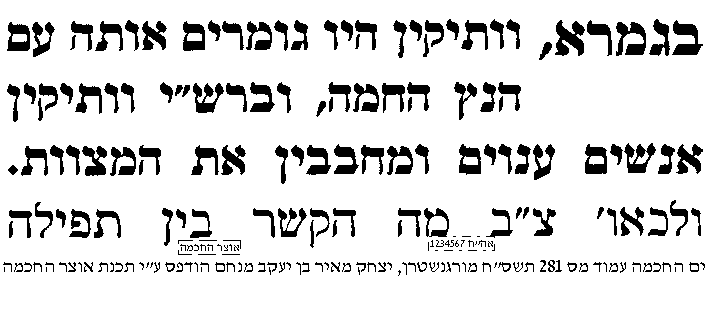 בגמרא, וותיקין היו גומרים אותה עם
הנץ החמה, וברש״י וותיקין
אנשים ענוים ומחבבין את המצוות.
ולכאו׳ צ״ב מה הקשר בין תפילה
אוצר החכמה
אח״ח 1234567
ים החכמה עמוד מס 281 תשס״ח מורגנשטרן, יצחק מאיר בן יעקב מנחם הודפס ע״י תכנת אוצר החכמה